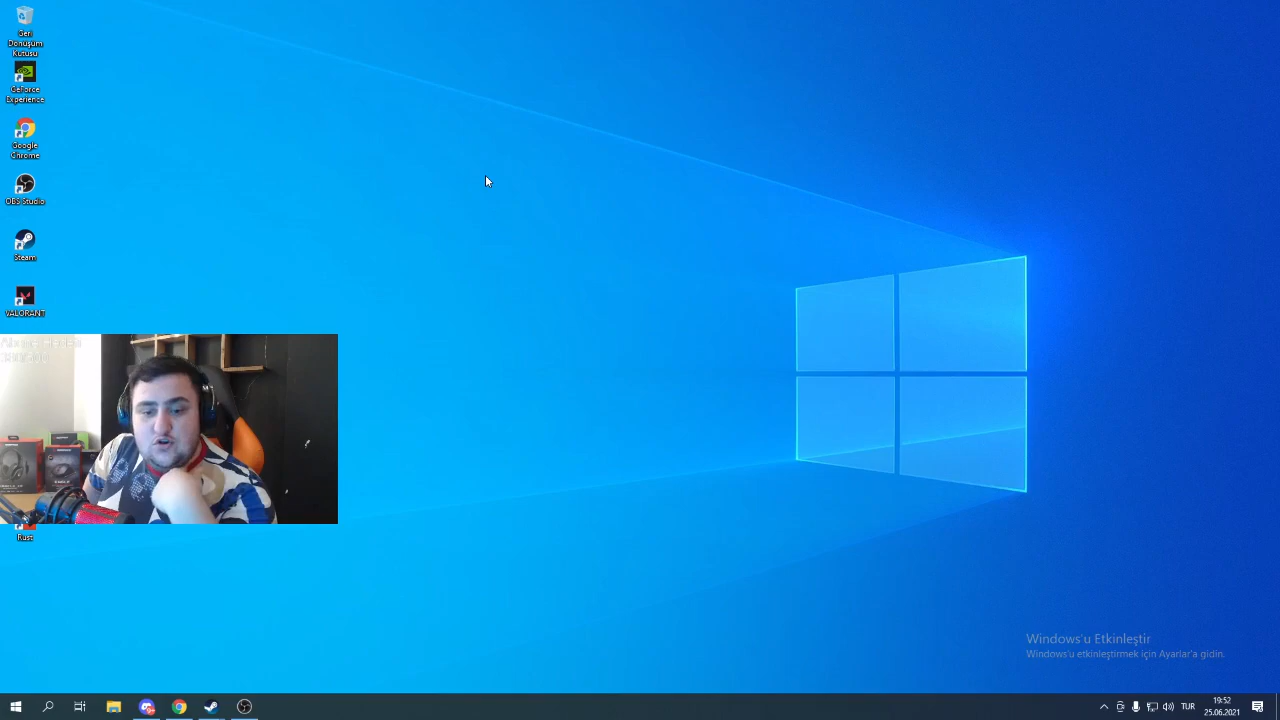 Geri
Dönüşüm
Kutusu
GeForce
Experience
Google
Chrome
OBS Studio
Steam
VALORANT
Rust
Windows'u Etkinleştir
Windows'u etkinleştirmek için Ayarlar'a gidin.
TUR
19:52
25.06.2021